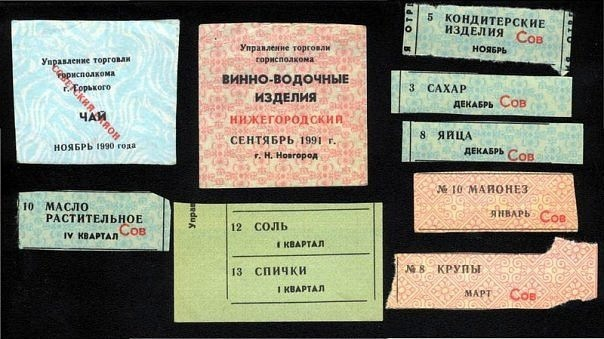 Управление торговли
горисполкома
г. Горького
СОВЕТСКИЙ РАЙОН
ЧАЙ
НОЯБРЬ 1990 года
Управление торговли
горисполкома
ВИННО-ВОДОЧНЫЕ
ИЗДЕЛИЯ
НИЖЕГОРОДСКИЙ
СЕНТЯБРЬ 1991 г.
г. Н. Новгород
5 КОНДИТЕРСКИЕ
ИЗДЕЛИЯ Сов
НОЯБРЬ
3 САХАР
ДЕКАБРЬ Сов
8 ЯЙЦА
ДЕКАБРЬ Сов
10 МАСЛО
РАСТИТЕЛЬНОЕ
IV КВАРТАЛ Сов
Управ
12 СОЛЬ
I КВАРТАЛ
13 СПИЧКИ
I КВАРТАЛ
№ 10 МАЙОНЕЗ
ЯНВАРЬ Сов
№ 8 КРУПЫ
МАРТ Сов